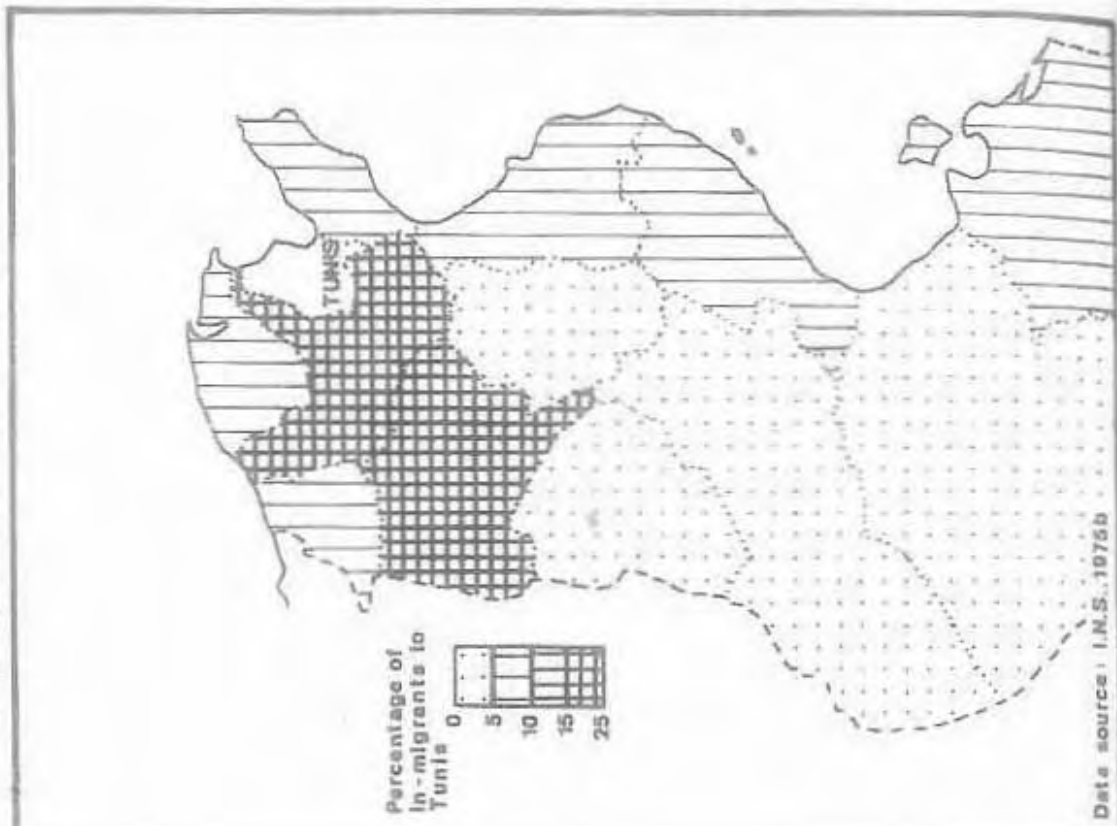 TUNIS
Percentage of
in-migrants to
Tunis
0
5
10
15
25
Data source: I.N.S., 1975b